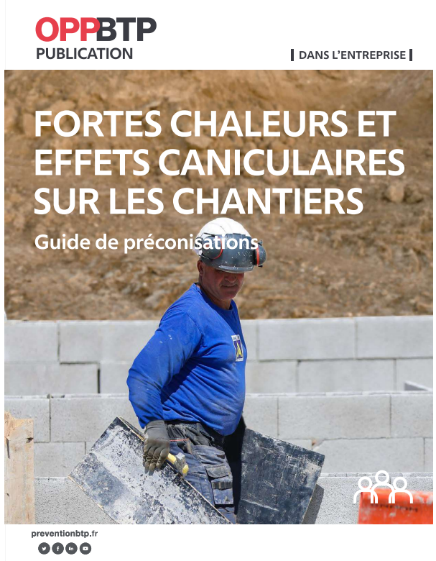 OPPBTP
PUBLICATION
DANS L'ENTREPRISE
FORTES CHALEURS ET
EFFETS CANICULAIRES
SUR LES CHANTIERS
Guide de préconisations
preventionbtp.fr